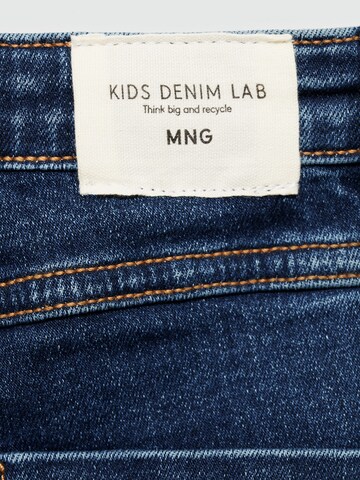 KIDS DENIM LAB
Think big and recycle
MNG